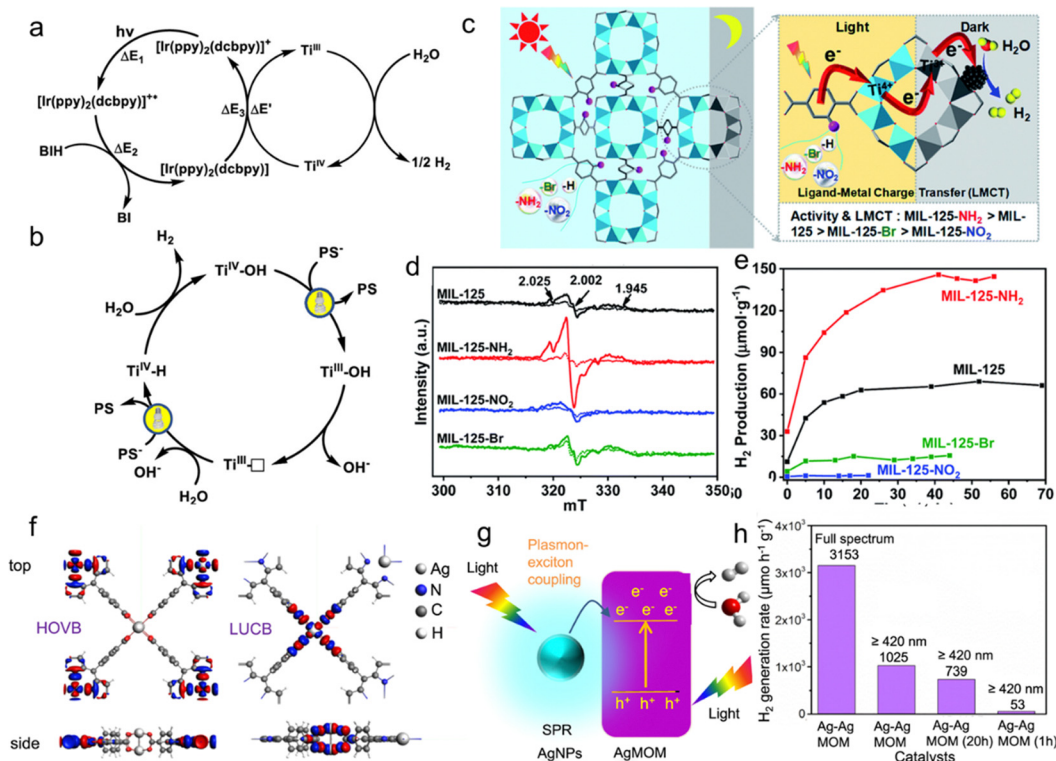 a
hν
ΔE1
[Ir(ppy)2(dcbpy)]+
TiIII
H2O
[Ir(ppy)2(dcbpy)]+*
ΔE3
ΔE'
BIH
ΔE2
[Ir(ppy)2(dcbpy)]
TiIV
1/2 H2
BI
b
H2
TiIV-OH
PS-
H2O
PS
TiIV-H
TiIII-OH
PS
PS-
OH-
TiIII-□
OH-
H2O
c
Light
Dark
e-
e-
H2O
Ti4+
e-
H2
-H
-Br
-NH2
-NO2
-Br
-H
-NH2
-NO2
Ligand-Metal Charge
Transfer (LMCT)
Activity & LMCT : MIL-125-NH2 > MIL-
125 > MIL-125-Br > MIL-125-NO2
d
2.025
2.002
1.945
MIL-125
MIL-125-NH2
MIL-125-NO2
MIL-125-Br
Intensity (a.u.)
300 310 320 330 340 350
mT
e
H2 Production (μmol·g-1)
150
120
90
60
30
0
MIL-125-NH2
MIL-125
MIL-125-Br
MIL-125-NO2
0 10 20 30 40 50 60 70
f
top
HOVB
LUCB
Ag
N
C
H
side
g
Plasmon-
exciton
coupling
Light
e- e-
e- e- e-
h+ h+ h+
Light
SPR
AgNPs
AgMOM
h
H2 generation rate (μmo h-1 g-1)
4x10³
3x10³
2x10³
1x10³
0
Full spectrum
3153
≥ 420 nm
1025
≥ 420 nm
739
≥ 420 nm
53
Ag-Ag Ag-Ag Ag-Ag Ag-Ag
MOM MOM MOM (20h) MOM (1h)
Catalysts